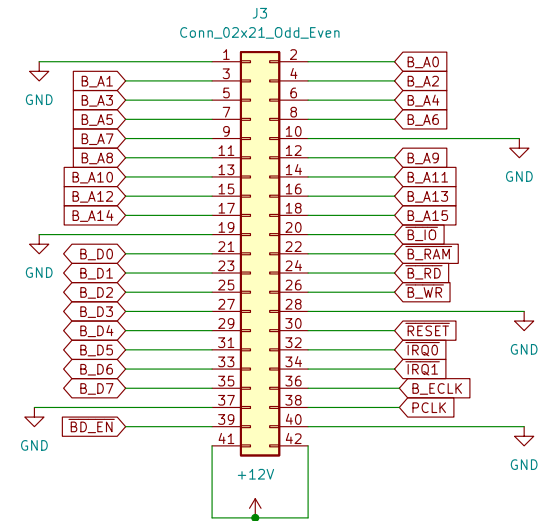 J3
Conn_02x21_Odd_Even
1 2 B_A0
B_A1 3 4 B_A2
B_A3 5 6 B_A4
B_A5 7 8 B_A6
GND
B_A7 9 10
B_A8 11 12 B_A9
B_A10 13 14 B_A11
GND
B_A12 15 16 B_A13
B_A14 17 18 B_A15
19 20 B_IO
B_D0 21 22 B_RAM
GND
B_D1 23 24 B_RD
B_D2 25 26 B_WR
B_D3 27 28
B_D4 29 30 RESET
B_D5 31 32 IRQ0
GND
B_D6 33 34 IRQ1
B_D7 35 36 B_ECLK
37 38 PCLK
BD_EN 39 40
GND
41 42
GND
+12V